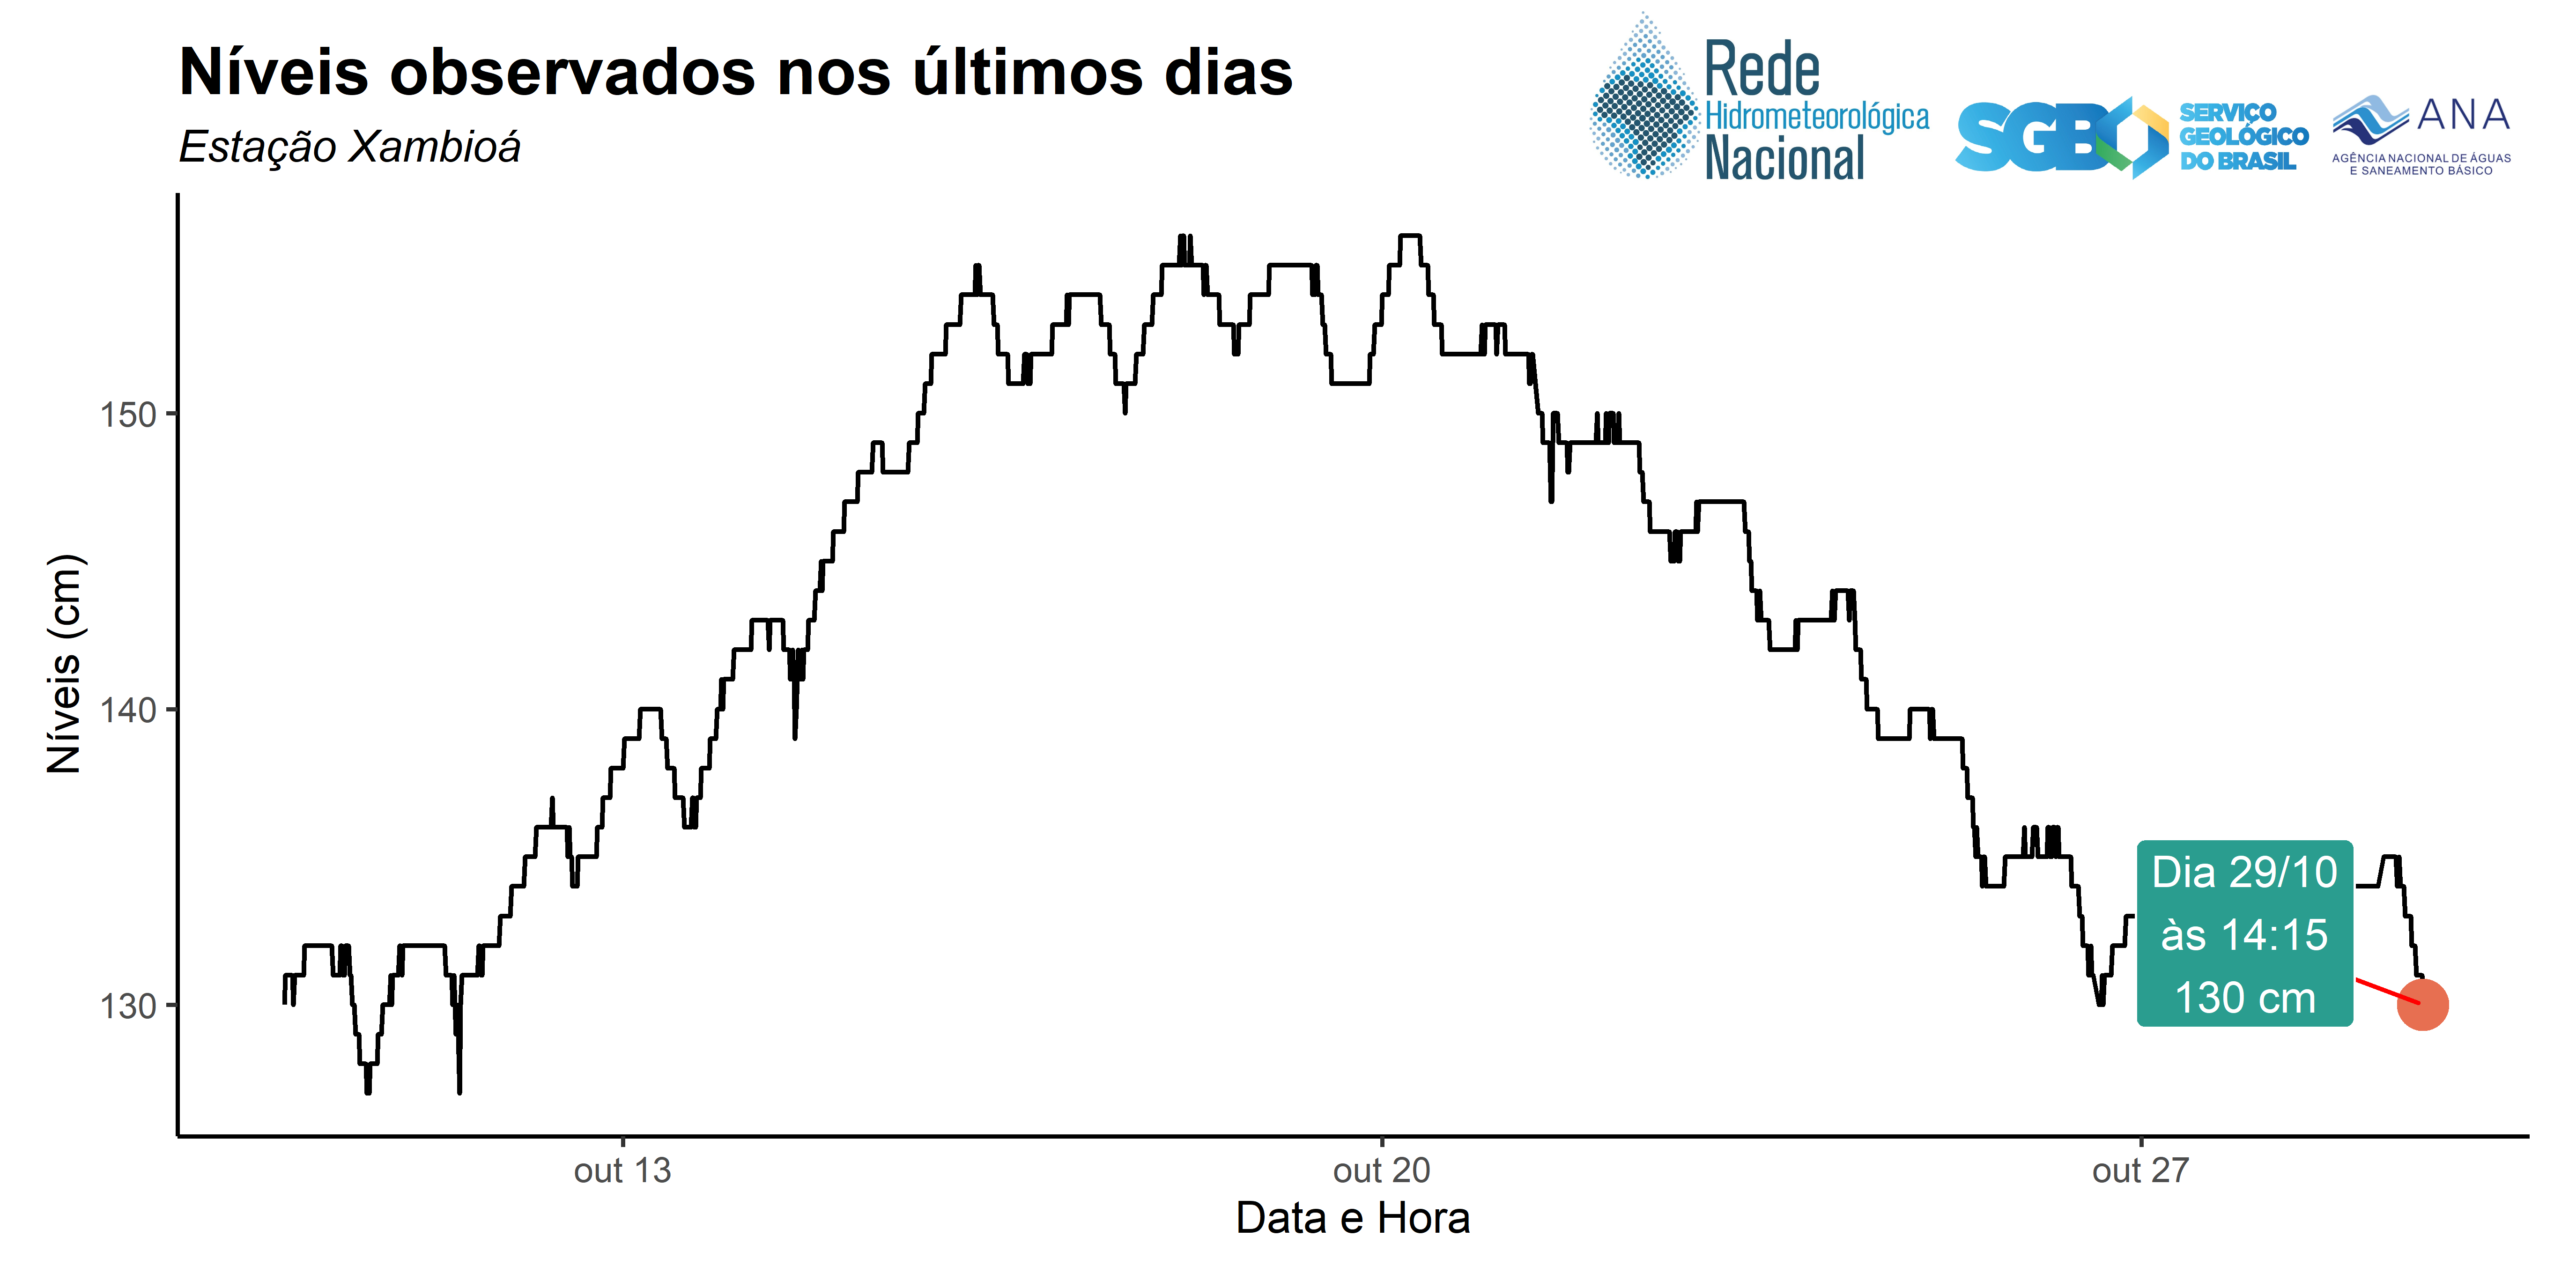 Níveis observados nos últimos dias
Estação Xambioá
Rede
Hidrometeorológica
Nacional
SGB
SERVIÇO
GEOLÓGICO
DO BRASIL
ANA
AGÊNCIA NACIONAL DE ÁGUAS
E SANEAMENTO BÁSICO
Níveis (cm)
150
140
130
Dia 29/10
às 14:15
130 cm
out 13
out 20
out 27
Data e Hora